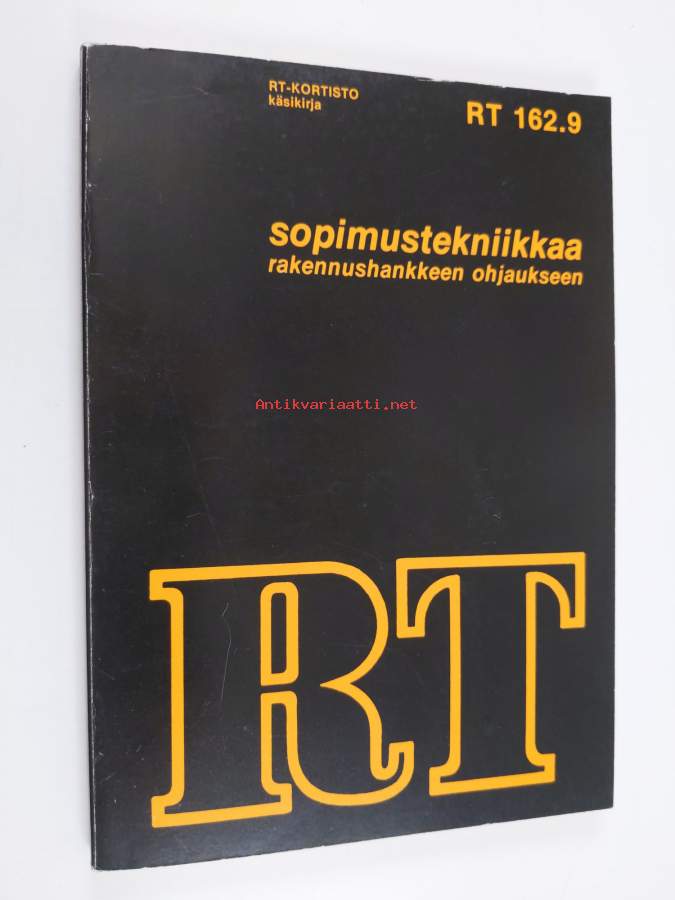 RT-KORTISTO
käsikirja
RT 162.9
sopimustekniikkaa
rakennushankkeen ohjaukseen
Antikvariaatti.net
RT